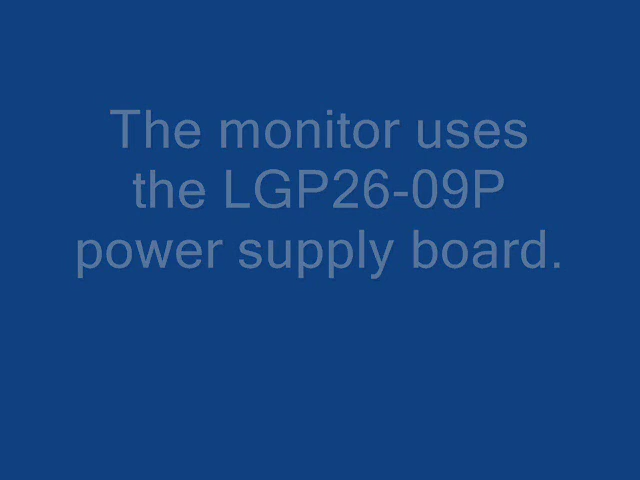 The monitor uses
the LGP26-09P
power supply board.